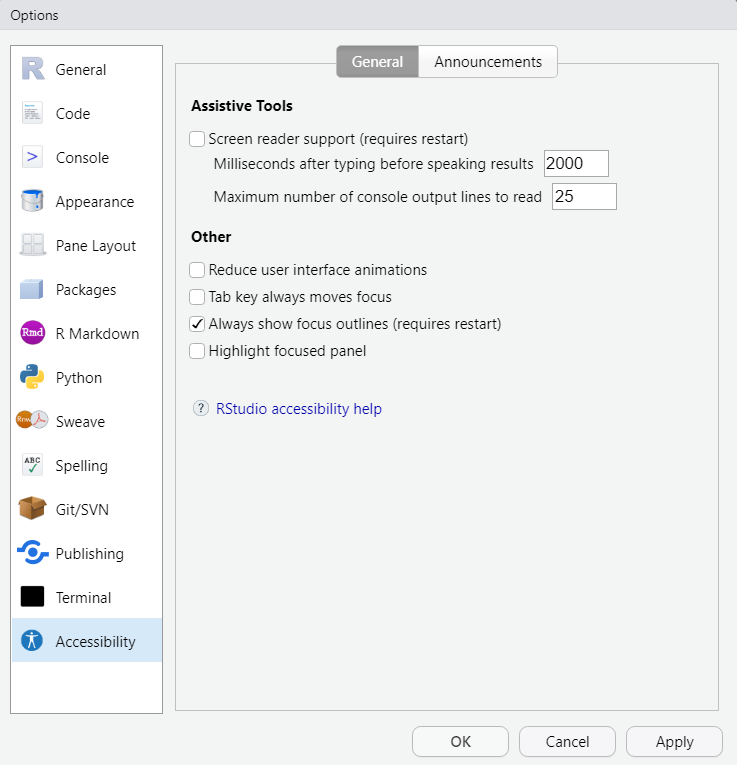 Options
General
Code
Console
Appearance
Pane Layout
Packages
Rmd R Markdown
Python
Rnw Sweave
ABC Spelling
Git/SVN
Publishing
Terminal
Accessibility
General Announcements
Assistive Tools
Screen reader support (requires restart)
Milliseconds after typing before speaking results 2000
Maximum number of console output lines to read 25
Other
Reduce user interface animations
Tab key always moves focus
Always show focus outlines (requires restart)
Highlight focused panel
? RStudio accessibility help
OK Cancel Apply